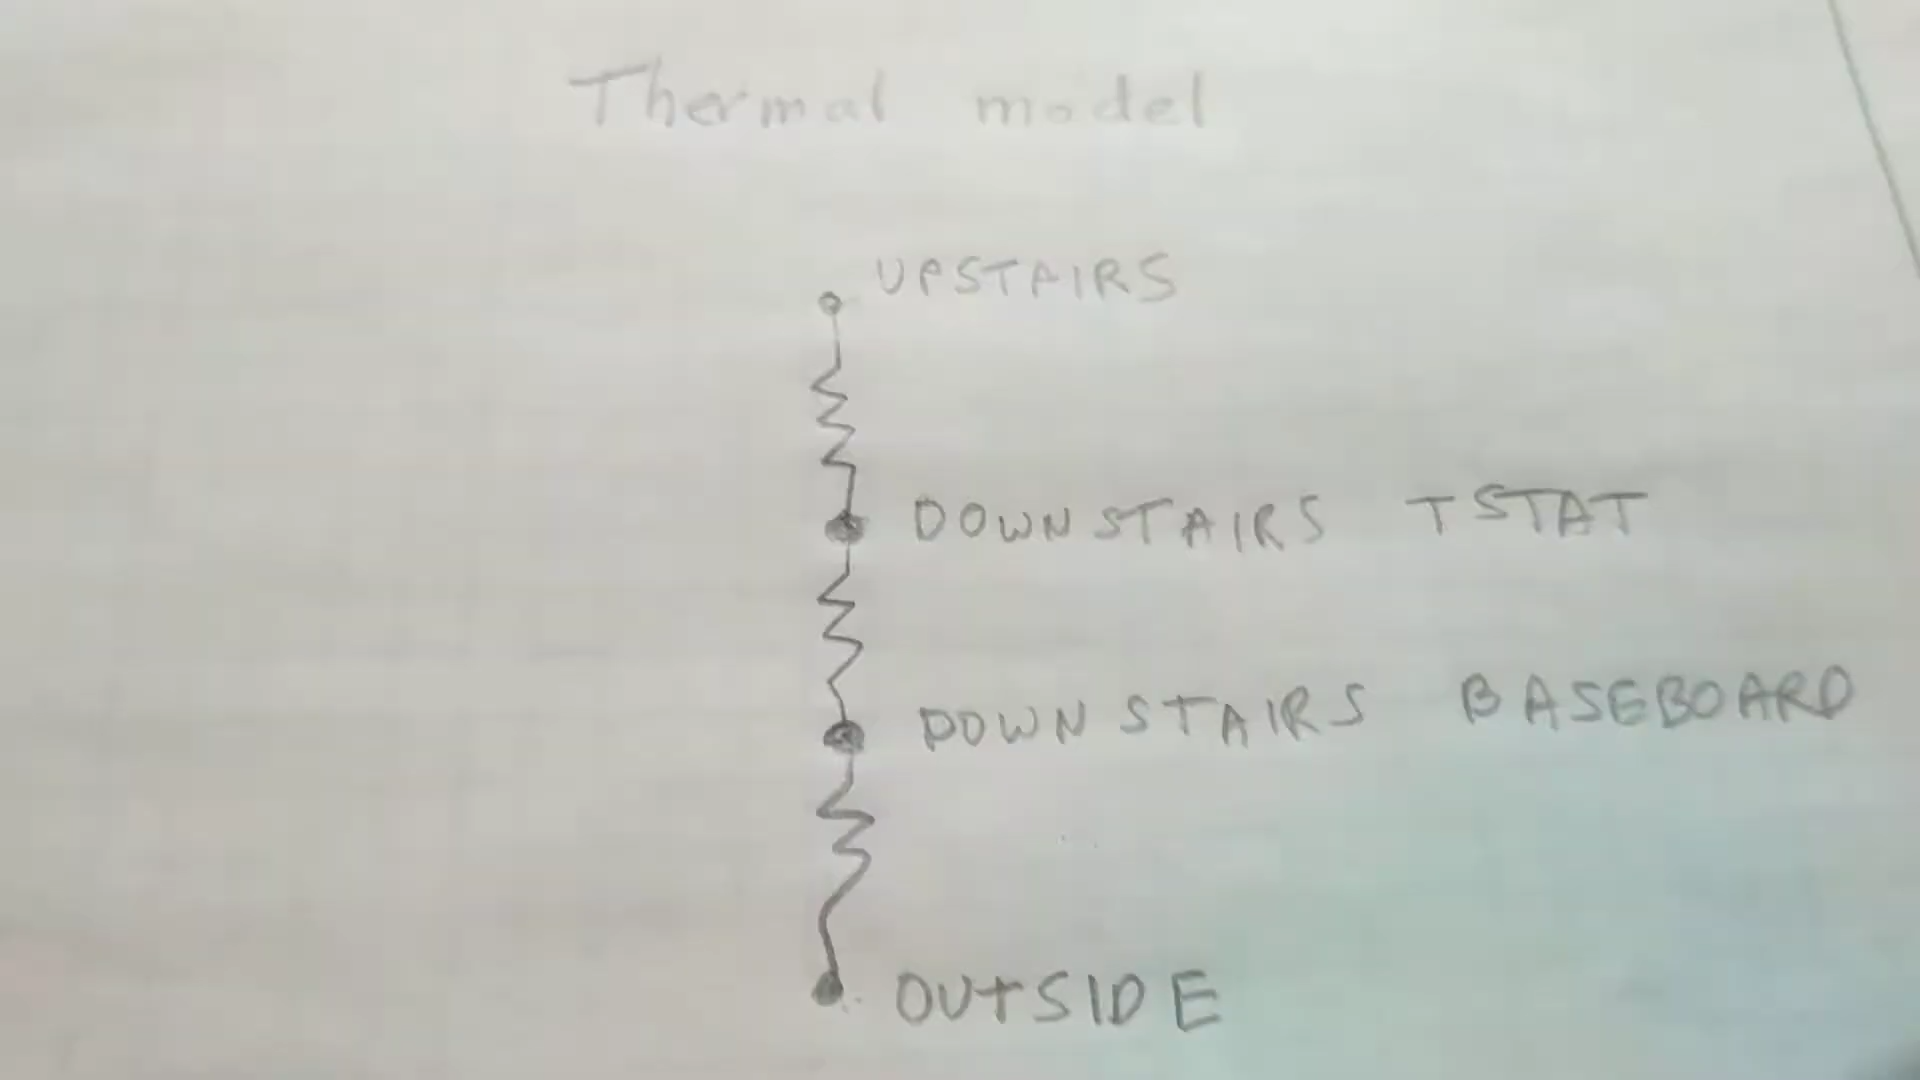 Thermal model
UPSTAIRS
DOWNSTAIRS TSTAT
DOWNSTAIRS BASEBOARD
OUTSIDE